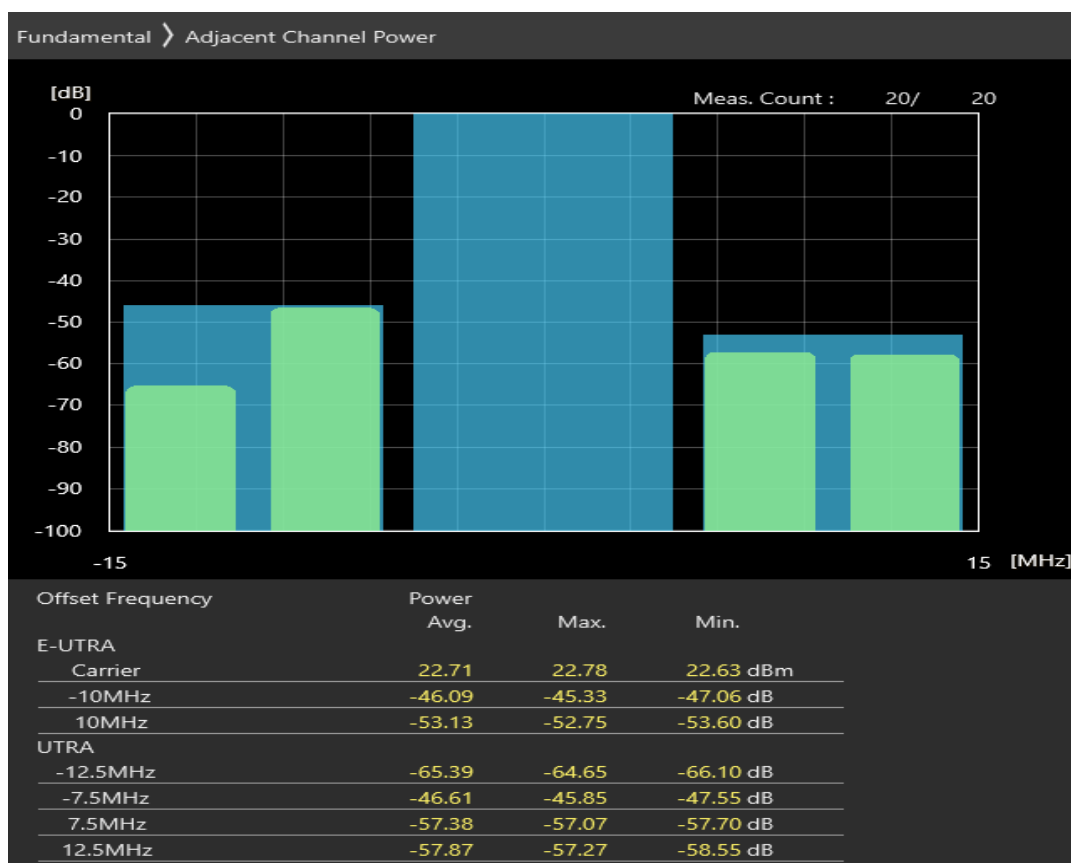 Fundamental ❯ Adjacent Channel Power
[dB]
Meas. Count : 20/ 20
0
-10
-20
-30
-40
-50
-60
-70
-80
-90
-100
-15 15 [MHz]
Offset Frequency Power
Avg. Max. Min.
E-UTRA
Carrier 22.71 22.78 22.63 dBm
-10MHz -46.09 -45.33 -47.06 dB
10MHz -53.13 -52.75 -53.60 dB
UTRA
-12.5MHz -65.39 -64.65 -66.10 dB
-7.5MHz -46.61 -45.85 -47.55 dB
7.5MHz -57.38 -57.07 -57.70 dB
12.5MHz -57.87 -57.27 -58.55 dB